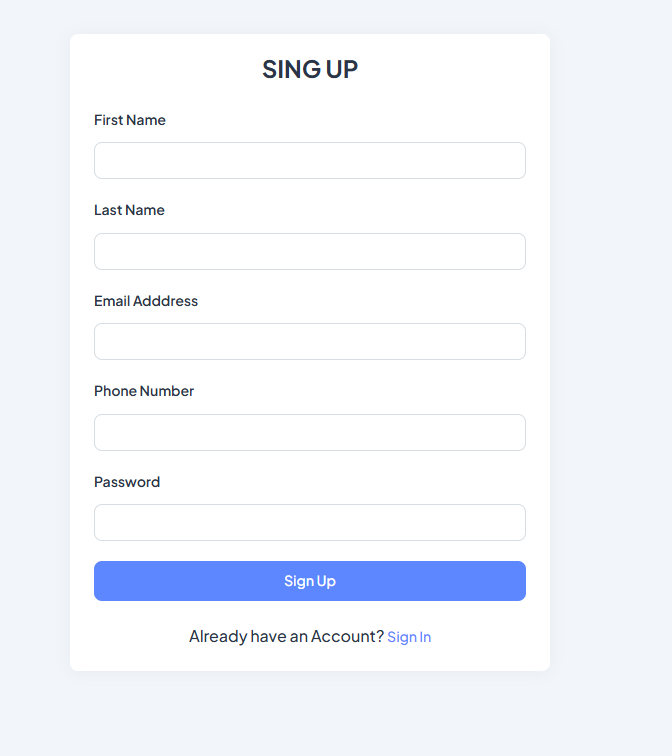 SING UP
First Name
Last Name
Email Adddress
Phone Number
Password
Sign Up
Already have an Account? Sign In